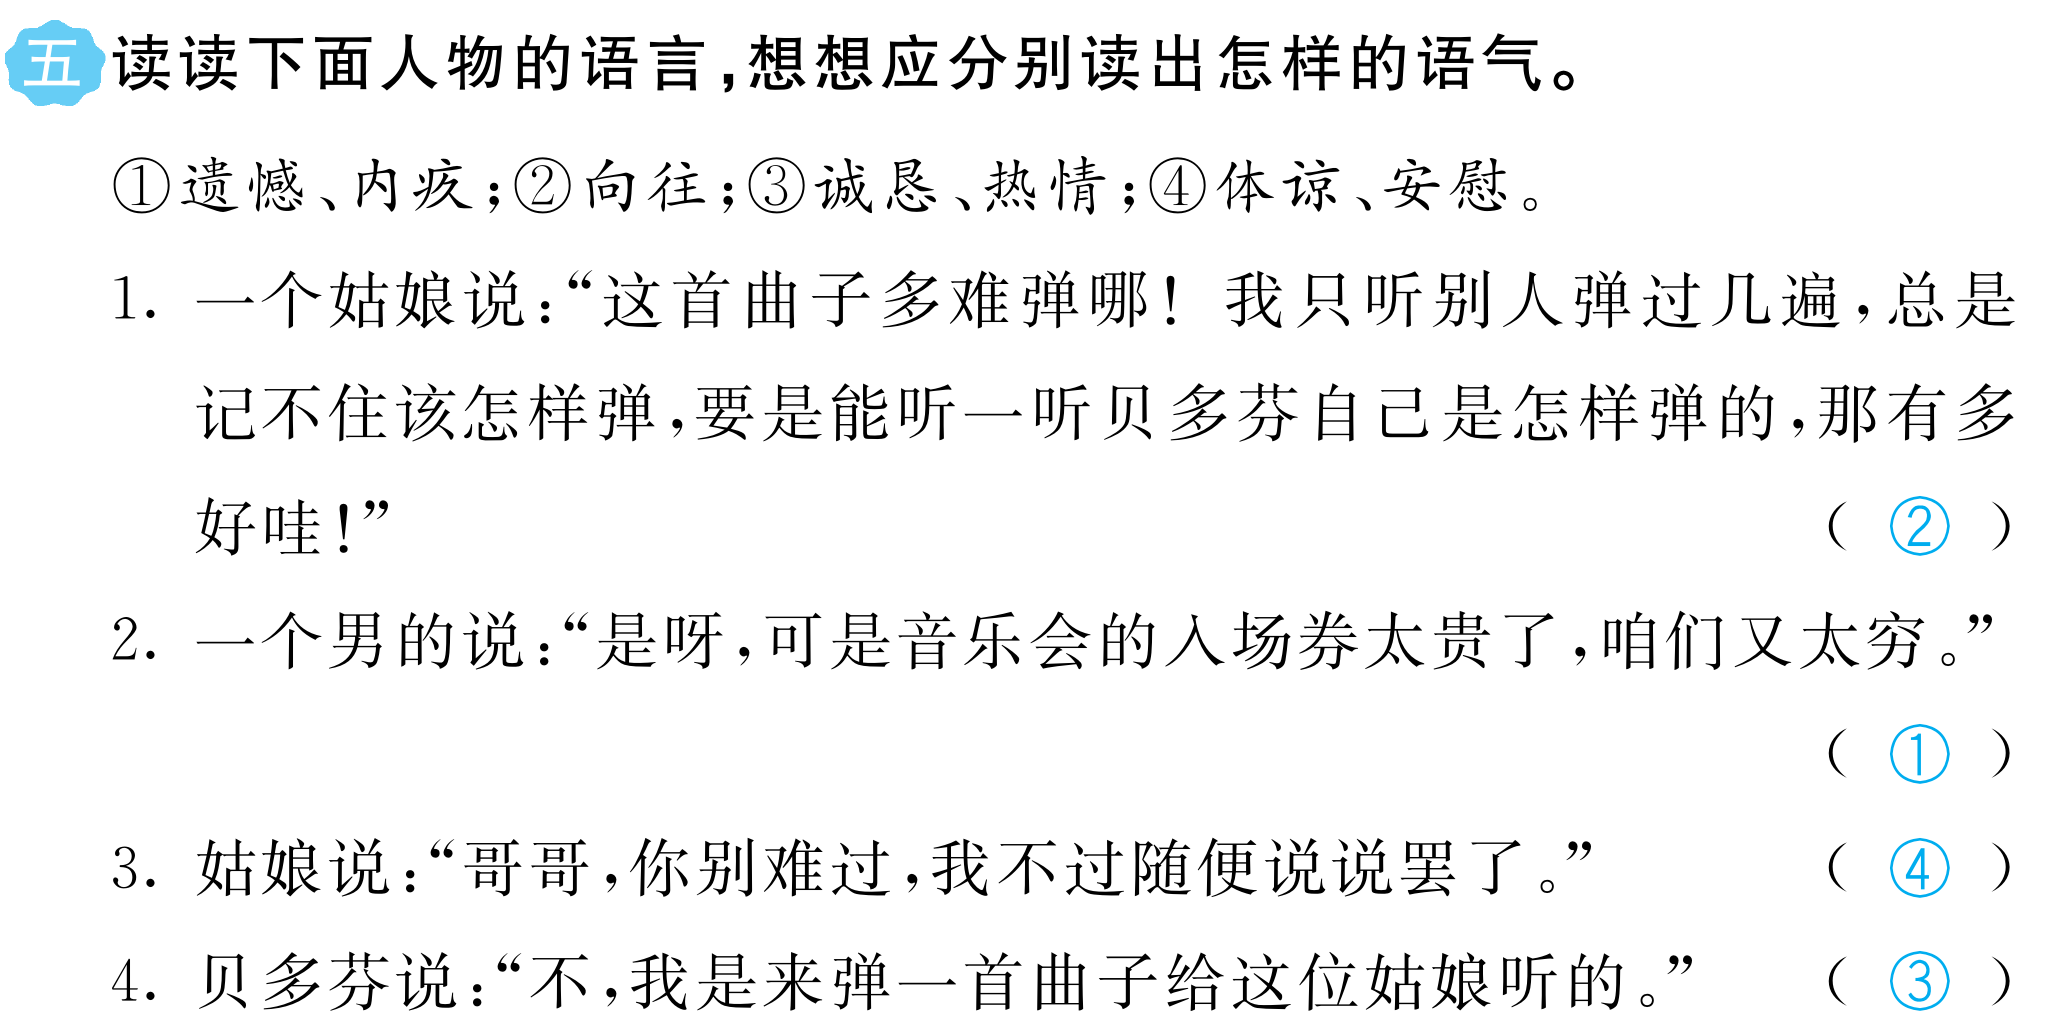 五 读读下面人物的语言,想想应分别读出怎样的语气。
①遗憾、内疚;②向往;③诚恳、热情;④体谅、安慰。
1. 一个姑娘说:“这首曲子多难弹哪! 我只听别人弹过几遍,总是
记不住该怎样弹,要是能听一听贝多芬自己是怎样弹的,那有多
好哇!” ( ② )
2. 一个男的说:“是呀,可是音乐会的入场券太贵了,咱们又太穷。”
( ① )
3. 姑娘说:“哥哥,你别难过,我不过随便说说罢了。” ( ④ )
4. 贝多芬说:“不,我是来弹一首曲子给这位姑娘听的。” ( ③ )